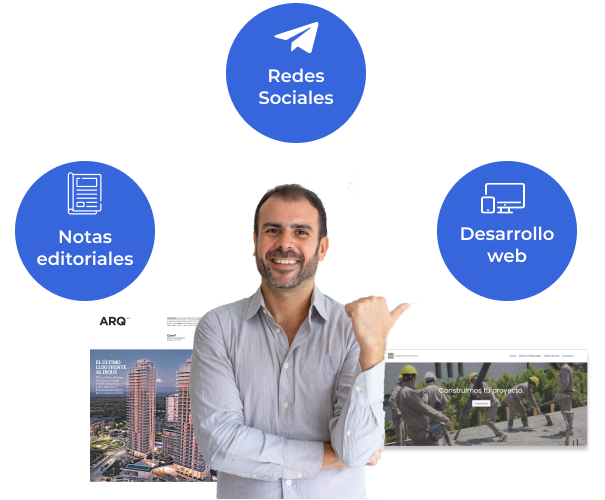 Redes
Sociales
Notas
editoriales
Desarrollo
web
ARQ
EL ÚLTIMO
LUJO FRENTE
AL DIQUE
Construimos tu proyecto.